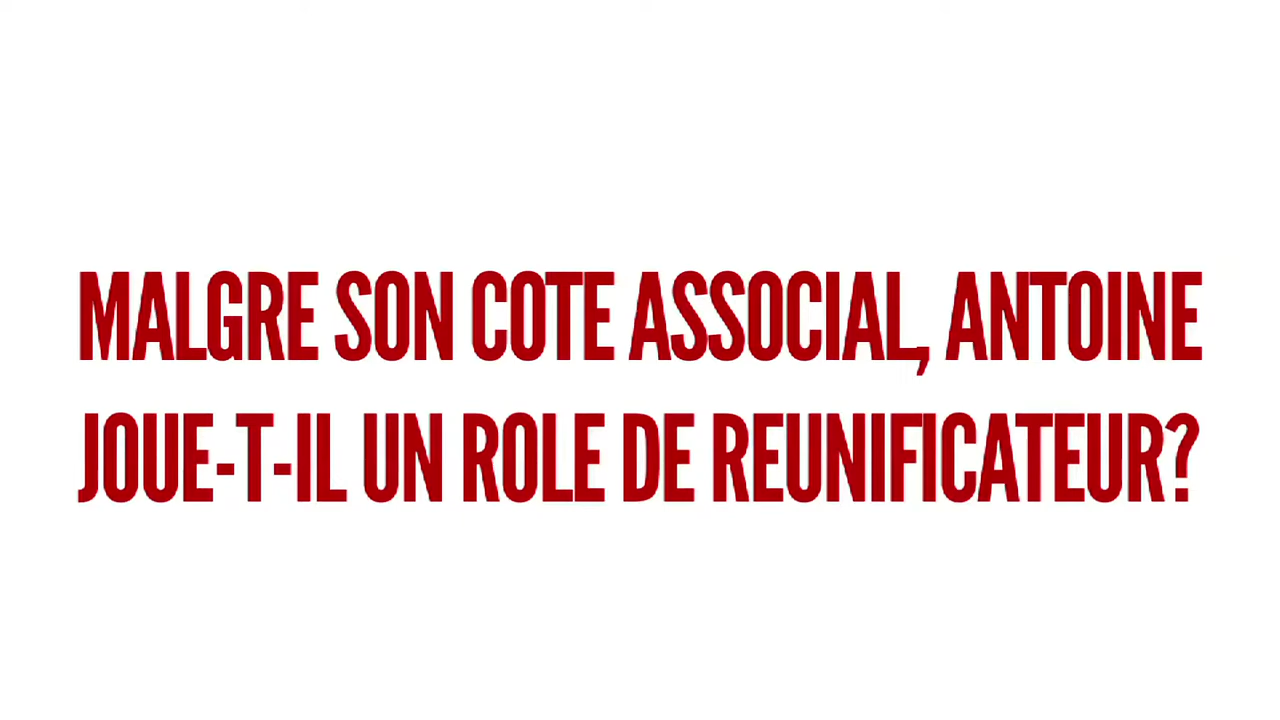 MALGRE SON COTE ASSOCIAL, ANTOINE
JOUE-T-IL UN ROLE DE REUNIFICATEUR?